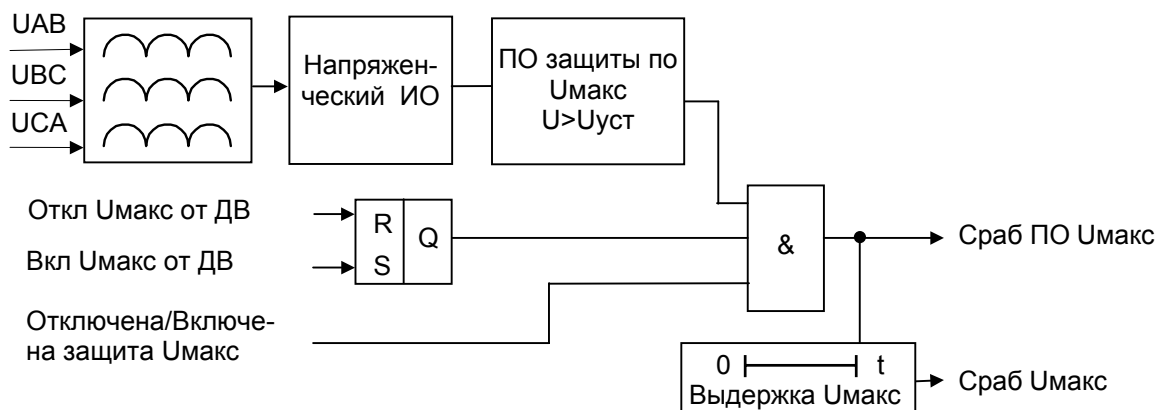 UAB
UBC
UCA
Напряжен-
ческий ИО
ПО защиты по
Uмакс
U>Uуст
Откл Uмакс от ДВ
Вкл Uмакс от ДВ
R
S
Q
&
Сраб ПО Uмакс
Отключена/Включе-
на защита Uмакс
0
t
Выдержка Uмакс
Сраб Uмакс